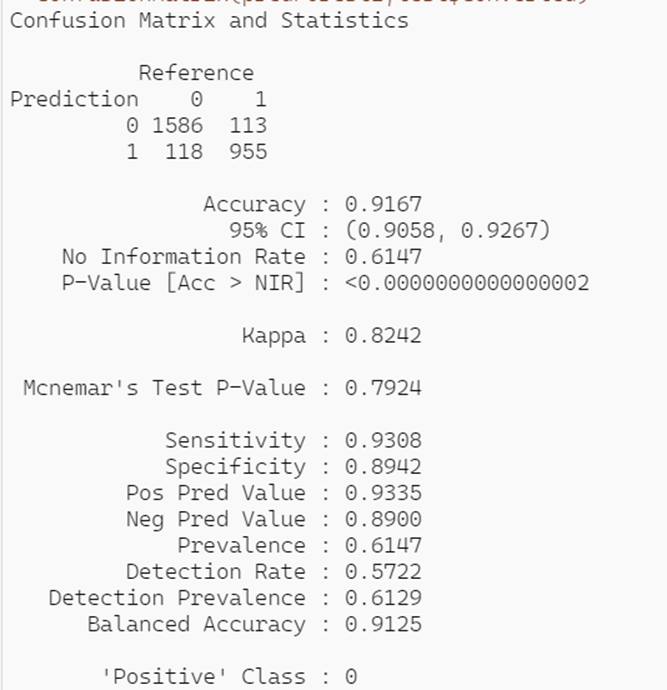 Confusion Matrix and Statistics
Reference
Prediction 0 1
0 1586 113
1 118 955
Accuracy : 0.9167
95% CI : (0.9058, 0.9267)
No Information Rate : 0.6147
P-Value [Acc > NIR] : <0.0000000000000002
Kappa : 0.8242
Mcnemar's Test P-Value : 0.7924
Sensitivity : 0.9308
Specificity : 0.8942
Pos Pred Value : 0.9335
Neg Pred Value : 0.8900
Prevalence : 0.6147
Detection Rate : 0.5722
Detection Prevalence : 0.6129
Balanced Accuracy : 0.9125
'Positive' Class : 0